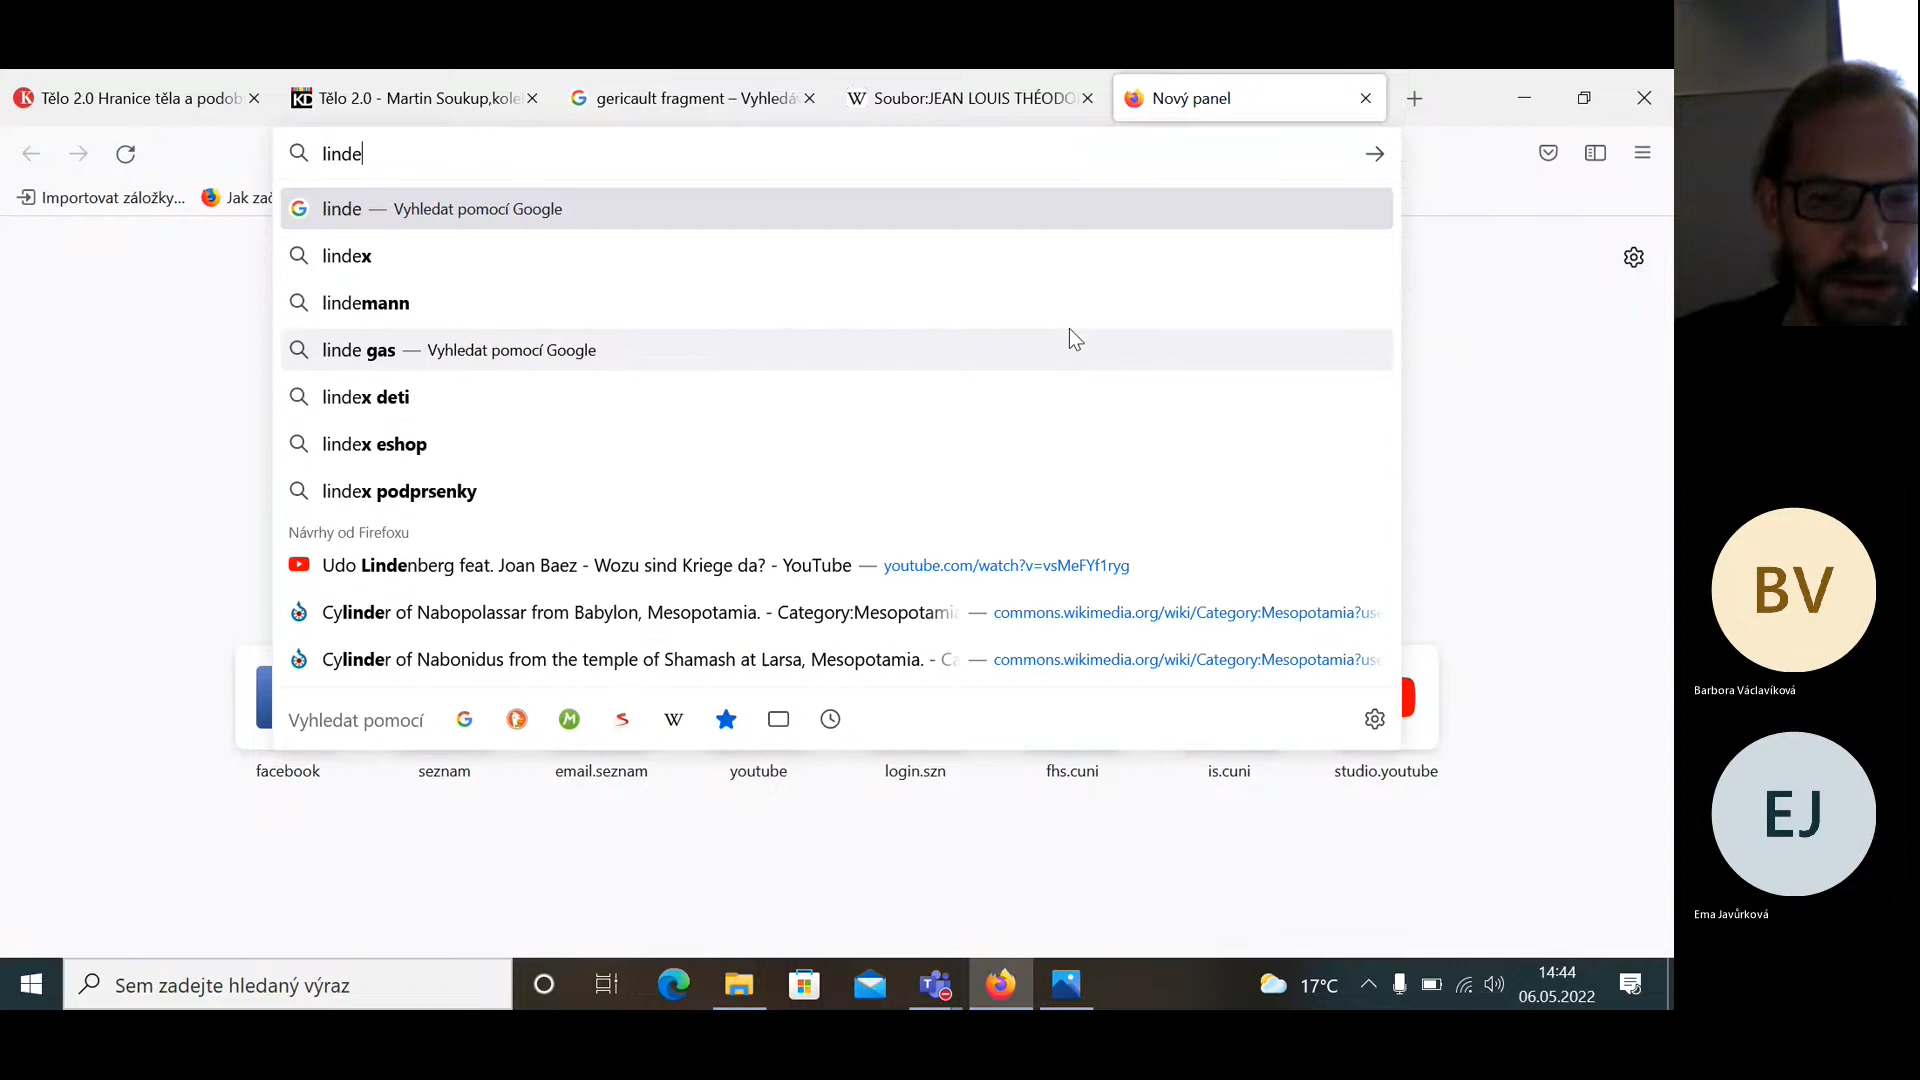 Tělo 2.0 Hranice těla a podob
Tělo 2.0 - Martin Soukup,kole
gericault fragment – Vyhledá
Soubor:JEAN LOUIS THÉODO
Nový panel
linde
Importovat záložky...
Jak zač
linde — Vyhledat pomocí Google
lindex
lindemann
linde gas — Vyhledat pomocí Google
lindex deti
lindex eshop
lindex podprsenky
Návrhy od Firefoxu
Udo Lindenberg feat. Joan Baez - Wozu sind Kriege da? - YouTube — youtube.com/watch?v=vsMeFYf1ryg
Cylinder of Nabopolassar from Babylon, Mesopotamia. - Category:Mesopotamia — commons.wikimedia.org/wiki/Category:Mesopotamia?use
Cylinder of Nabonidus from the temple of Shamash at Larsa, Mesopotamia. - Ca — commons.wikimedia.org/wiki/Category:Mesopotamia?use
Vyhledat pomocí
facebook
seznam
email.seznam
youtube
login.szn
fhs.cuni
is.cuni
studio.youtube
BV
Barbora Václavíková
EJ
Ema Javůrková
Sem zadejte hledaný výraz
17°C
14:44
06.05.2022